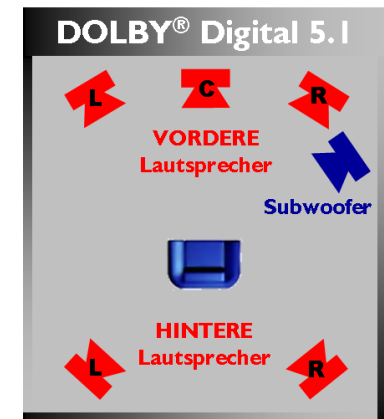 DOLBY® Digital 5.1
L C R
VORDERE
Lautsprecher
Subwoofer
HINTERE
Lautsprecher
L R